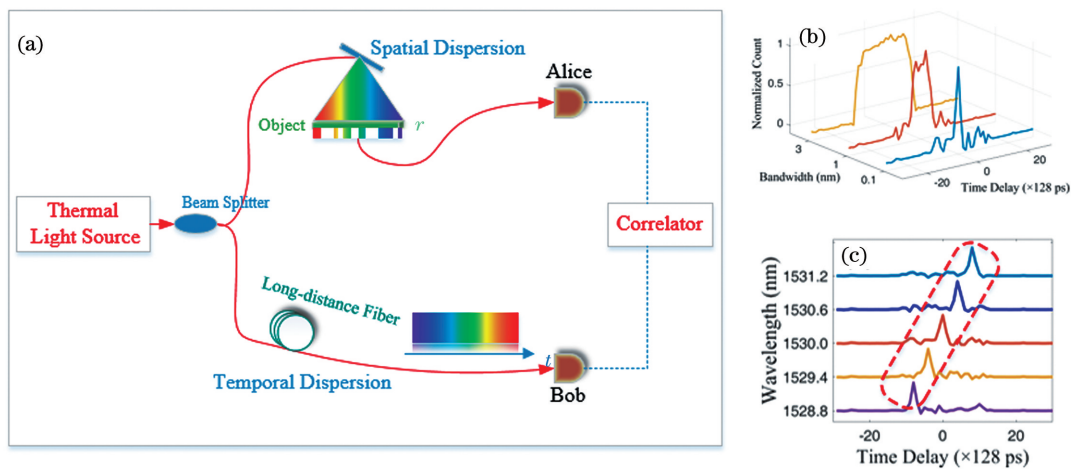 (a)
Spatial Dispersion
Alice
Object
r
Beam Splitter
Thermal
Light Source
Correlator
Long-distance Fiber
t
Temporal Dispersion
Bob
(b)
Normalized Count
1
0.5
0
3
1
0.1
Bandwidth (nm)
-20
0
20
Time Delay (×128 ps)
(c)
Wavelength (nm)
1531.2
1530.6
1530.0
1529.4
1528.8
-20
0
20
Time Delay (×128 ps)